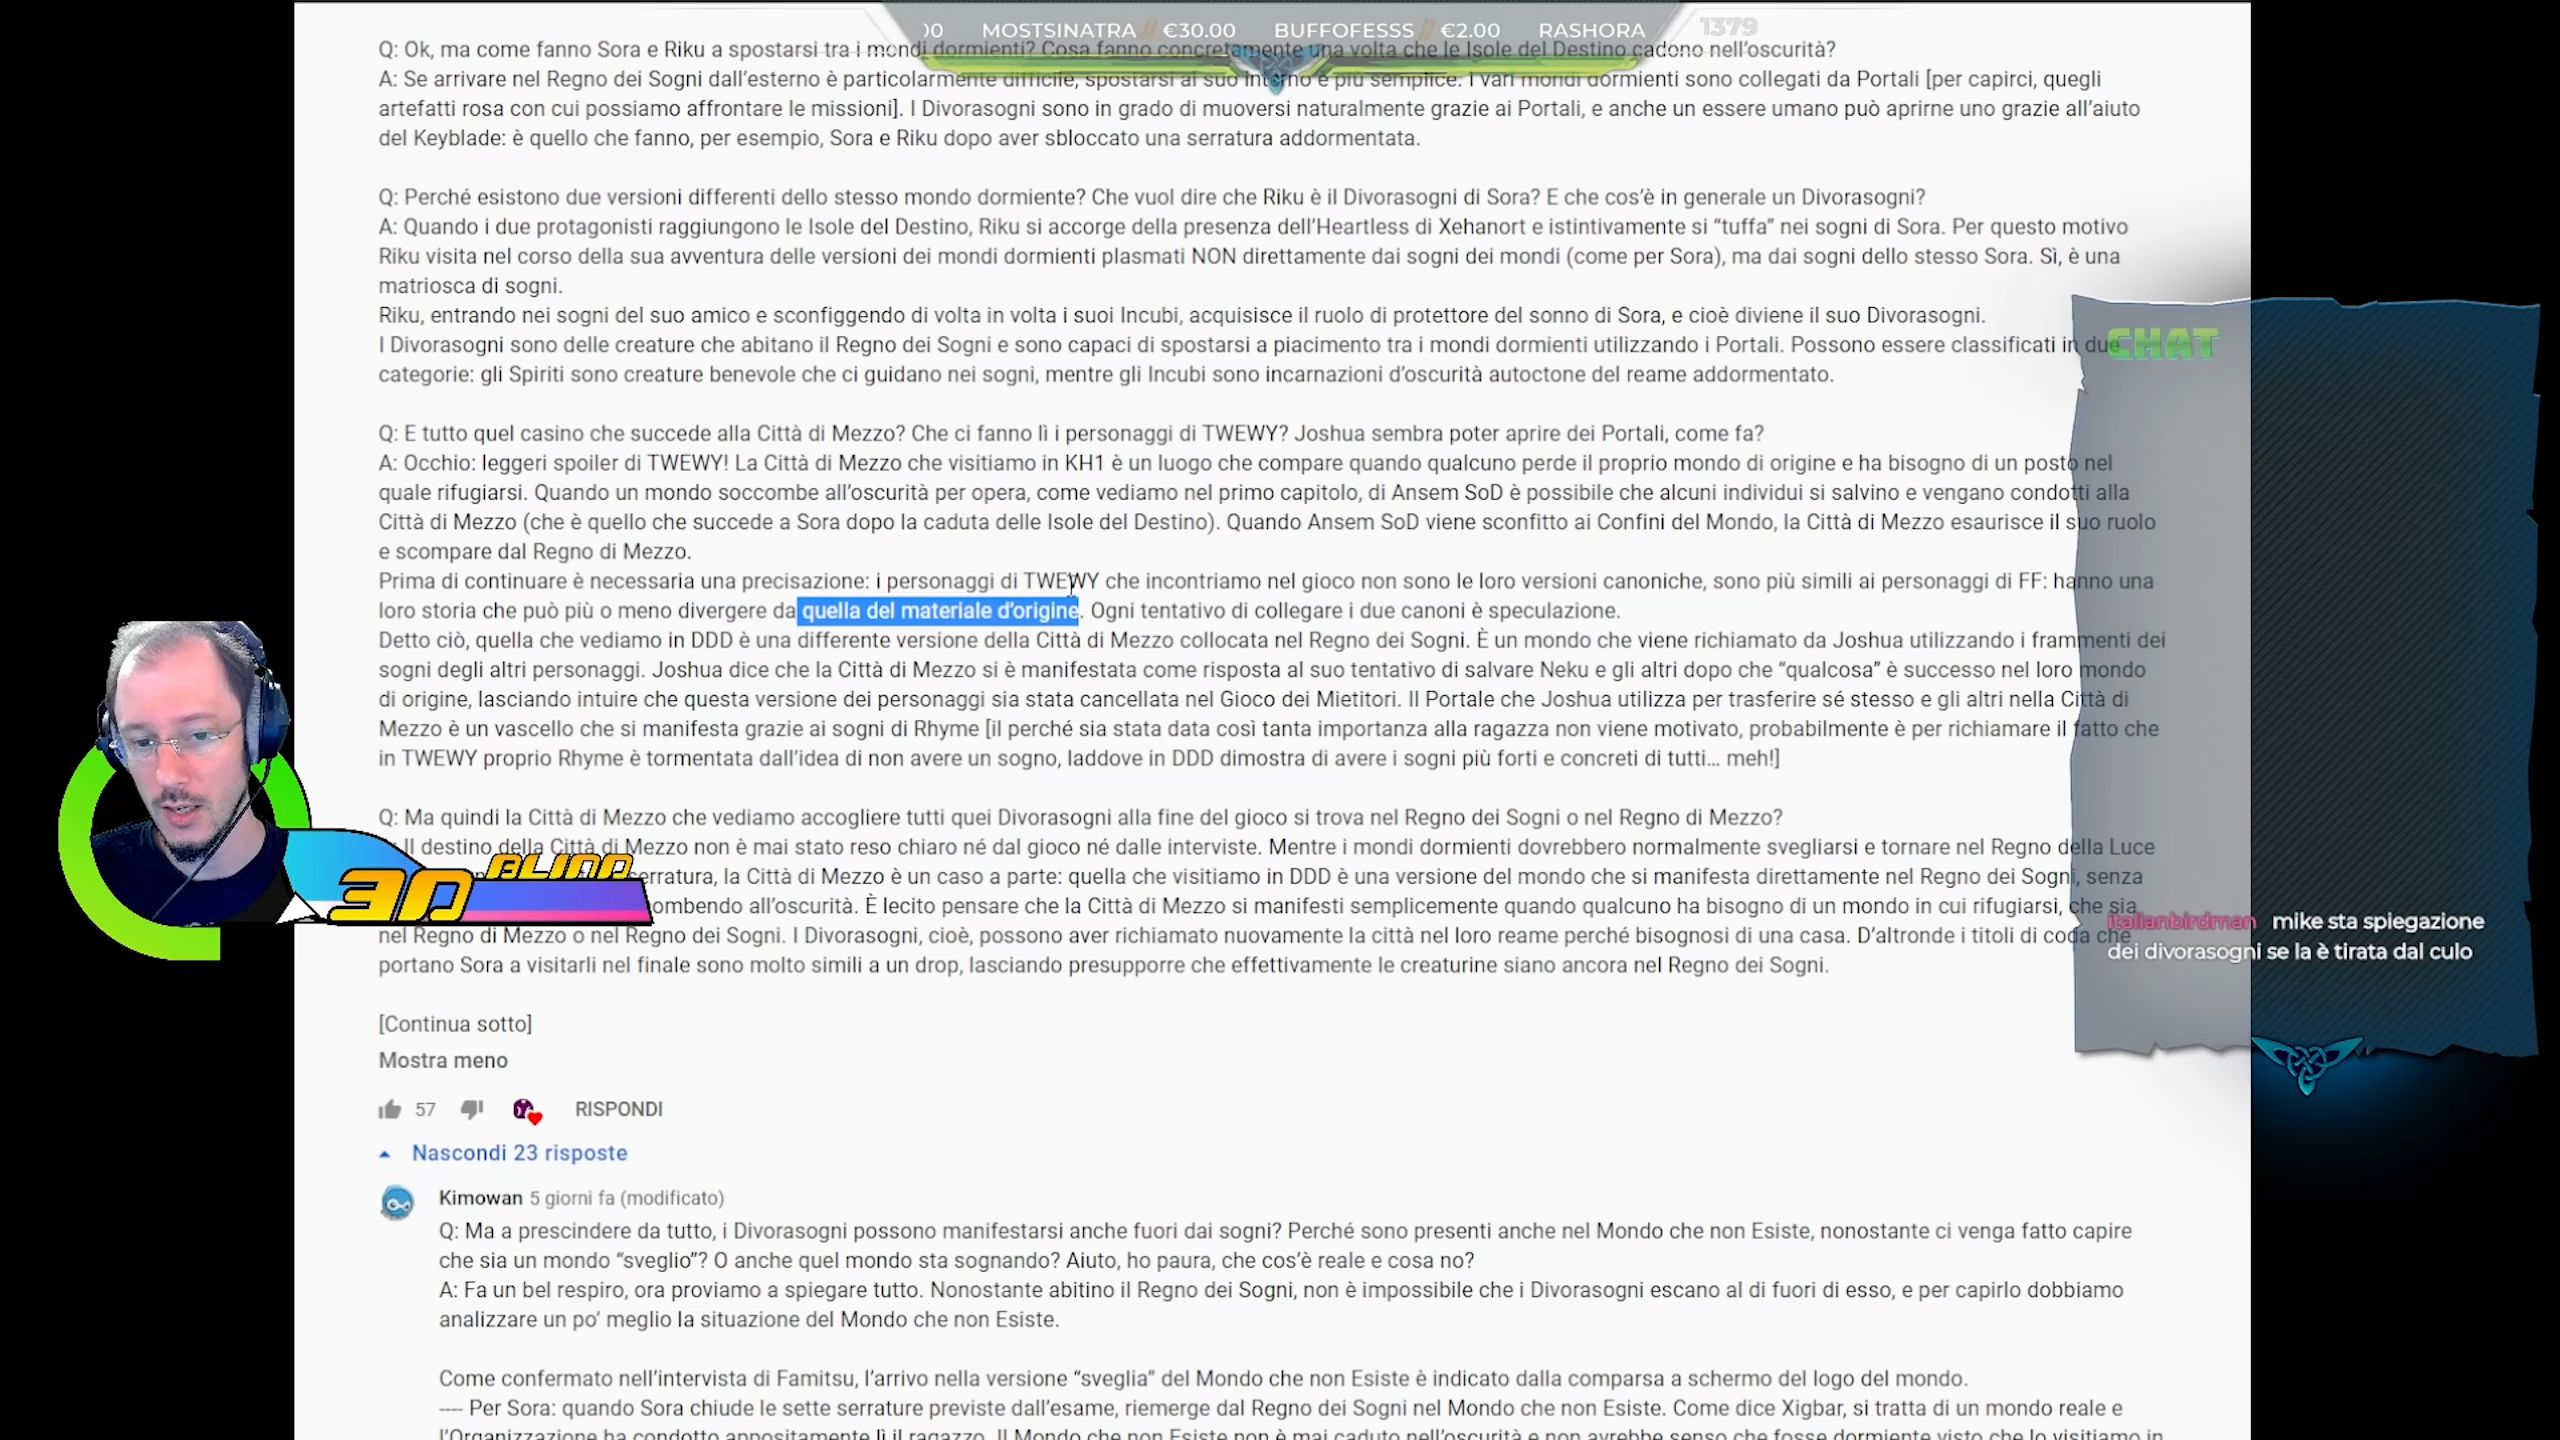 00 MOSTSINATRA // €30.00 BUFFOFESSS // €2.00 RASHORA
1379
Q: Ok, ma come fanno Sora e Riku a spostarsi tra i mondi dormienti? Cosa fanno concretamente una volta che le Isole del Destino cadono nell'oscurità?
A: Se arrivare nel Regno dei Sogni dall'esterno è particolarmente difficile, spostarsi al suo interno è più semplice. I vari mondi dormienti sono collegati da Portali [per capirci, quegli
artefatti rosa con cui possiamo affrontare le missioni]. I Divorasogni sono in grado di muoversi naturalmente grazie ai Portali, e anche un essere umano può aprirne uno grazie all'aiuto
del Keyblade: è quello che fanno, per esempio, Sora e Riku dopo aver sbloccato una serratura addormentata.
Q: Perché esistono due versioni differenti dello stesso mondo dormiente? Che vuol dire che Riku è il Divorasogni di Sora? E che cos'è in generale un Divorasogni?
A: Quando i due protagonisti raggiungono le Isole del Destino, Riku si accorge della presenza dell'Heartless di Xehanort e istintivamente si “tuffa” nei sogni di Sora. Per questo motivo
Riku visita nel corso della sua avventura delle versioni dei mondi dormienti plasmati NON direttamente dai sogni dei mondi (come per Sora), ma dai sogni dello stesso Sora. Sì, è una
matriosca di sogni.
Riku, entrando nei sogni del suo amico e sconfiggendo di volta in volta i suoi Incubi, acquisisce il ruolo di protettore del sonno di Sora, e cioè diviene il suo Divorasogni.
I Divorasogni sono delle creature che abitano il Regno dei Sogni e sono capaci di spostarsi a piacimento tra i mondi dormienti utilizzando i Portali. Possono essere classificati in due
categorie: gli Spiriti sono creature benevole che ci guidano nei sogni, mentre gli Incubi sono incarnazioni d'oscurità autoctone del reame addormentato.
CHAT
Q: E tutto quel casino che succede alla Città di Mezzo? Che ci fanno lì i personaggi di TWEWY? Joshua sembra poter aprire dei Portali, come fa?
A: Occhio: leggeri spoiler di TWEWY! La Città di Mezzo che visitiamo in KH1 è un luogo che compare quando qualcuno perde il proprio mondo di origine e ha bisogno di un posto nel
quale rifugiarsi. Quando un mondo soccombe all'oscurità per opera, come vediamo nel primo capitolo, di Ansem SoD è possibile che alcuni individui si salvino e vengano condotti alla
Città di Mezzo (che è quello che succede a Sora dopo la caduta delle Isole del Destino). Quando Ansem SoD viene sconfitto ai Confini del Mondo, la Città di Mezzo esaurisce il suo ruolo
e scompare dal Regno di Mezzo.
Prima di continuare è necessaria una precisazione: i personaggi di TWEWY che incontriamo nel gioco non sono le loro versioni canoniche, sono più simili ai personaggi di FF: hanno una
loro storia che può più o meno divergere da quella del materiale d'origine. Ogni tentativo di collegare i due canoni è speculazione.
Detto ciò, quella che vediamo in DDD è una differente versione della Città di Mezzo collocata nel Regno dei Sogni. È un mondo che viene richiamato da Joshua utilizzando i frammenti dei
sogni degli altri personaggi. Joshua dice che la Città di Mezzo si è manifestata come risposta al suo tentativo di salvare Neku e gli altri dopo che “qualcosa” è successo nel loro mondo
di origine, lasciando intuire che questa versione dei personaggi sia stata cancellata nel Gioco dei Mietitori. Il Portale che Joshua utilizza per trasferire sé stesso e gli altri nella Città di
Mezzo è un vascello che si manifesta grazie ai sogni di Rhyme [il perché sia stata data così tanta importanza alla ragazza non viene motivato, probabilmente è per richiamare il fatto che
in TWEWY proprio Rhyme è tormentata dall'idea di non avere un sogno, laddove in DDD dimostra di avere i sogni più forti e concreti di tutti... meh!]
Q: Ma quindi la Città di Mezzo che vediamo accogliere tutti quei Divorasogni alla fine del gioco si trova nel Regno dei Sogni o nel Regno di Mezzo?
Il destino della Città di Mezzo non è mai stato reso chiaro né dal gioco né dalle interviste. Mentre i mondi dormienti dovrebbero normalmente svegliarsi e tornare nel Regno della Luce
serratura, la Città di Mezzo è un caso a parte: quella che visitiamo in DDD è una versione del mondo che si manifesta direttamente nel Regno dei Sogni, senza
ombendo all'oscurità. È lecito pensare che la Città di Mezzo si manifesti semplicemente quando qualcuno ha bisogno di un mondo in cui rifugiarsi, che sia
nel Regno di Mezzo o nel Regno dei Sogni. I Divorasogni, cioè, possono aver richiamato nuovamente la città nel loro reame perché bisognosi di una casa. D'altronde i titoli di coda che
portano Sora a visitarli nel finale sono molto simili a un drop, lasciando presupporre che effettivamente le creaturine siano ancora nel Regno dei Sogni.
3D BLIND
italianbirdman mike sta spiegazione
dei divorasogni se la è tirata dal culo
[Continua sotto]
Mostra meno
57 RISPONDI
Nascondi 23 risposte
Kimowan 5 giorni fa (modificato)
Q: Ma a prescindere da tutto, i Divorasogni possono manifestarsi anche fuori dai sogni? Perché sono presenti anche nel Mondo che non Esiste, nonostante ci venga fatto capire
che sia un mondo “sveglio”? O anche quel mondo sta sognando? Aiuto, ho paura, che cos'è reale e cosa no?
A: Fa un bel respiro, ora proviamo a spiegare tutto. Nonostante abitino il Regno dei Sogni, non è impossibile che i Divorasogni escano al di fuori di esso, e per capirlo dobbiamo
analizzare un po' meglio la situazione del Mondo che non Esiste.
Come confermato nell'intervista di Famitsu, l'arrivo nella versione “sveglia” del Mondo che non Esiste è indicato dalla comparsa a schermo del logo del mondo.
---- Per Sora: quando Sora chiude le sette serrature previste dall'esame, riemerge dal Regno dei Sogni nel Mondo che non Esiste. Come dice Xigbar, si tratta di un mondo reale e
l'Organizzazione ha condotto appositamente lì il ragazzo. Il Mondo che non Esiste non è mai caduto nell'oscurità e non avrebbe senso che fosse dormiente visto che lo visitiamo in